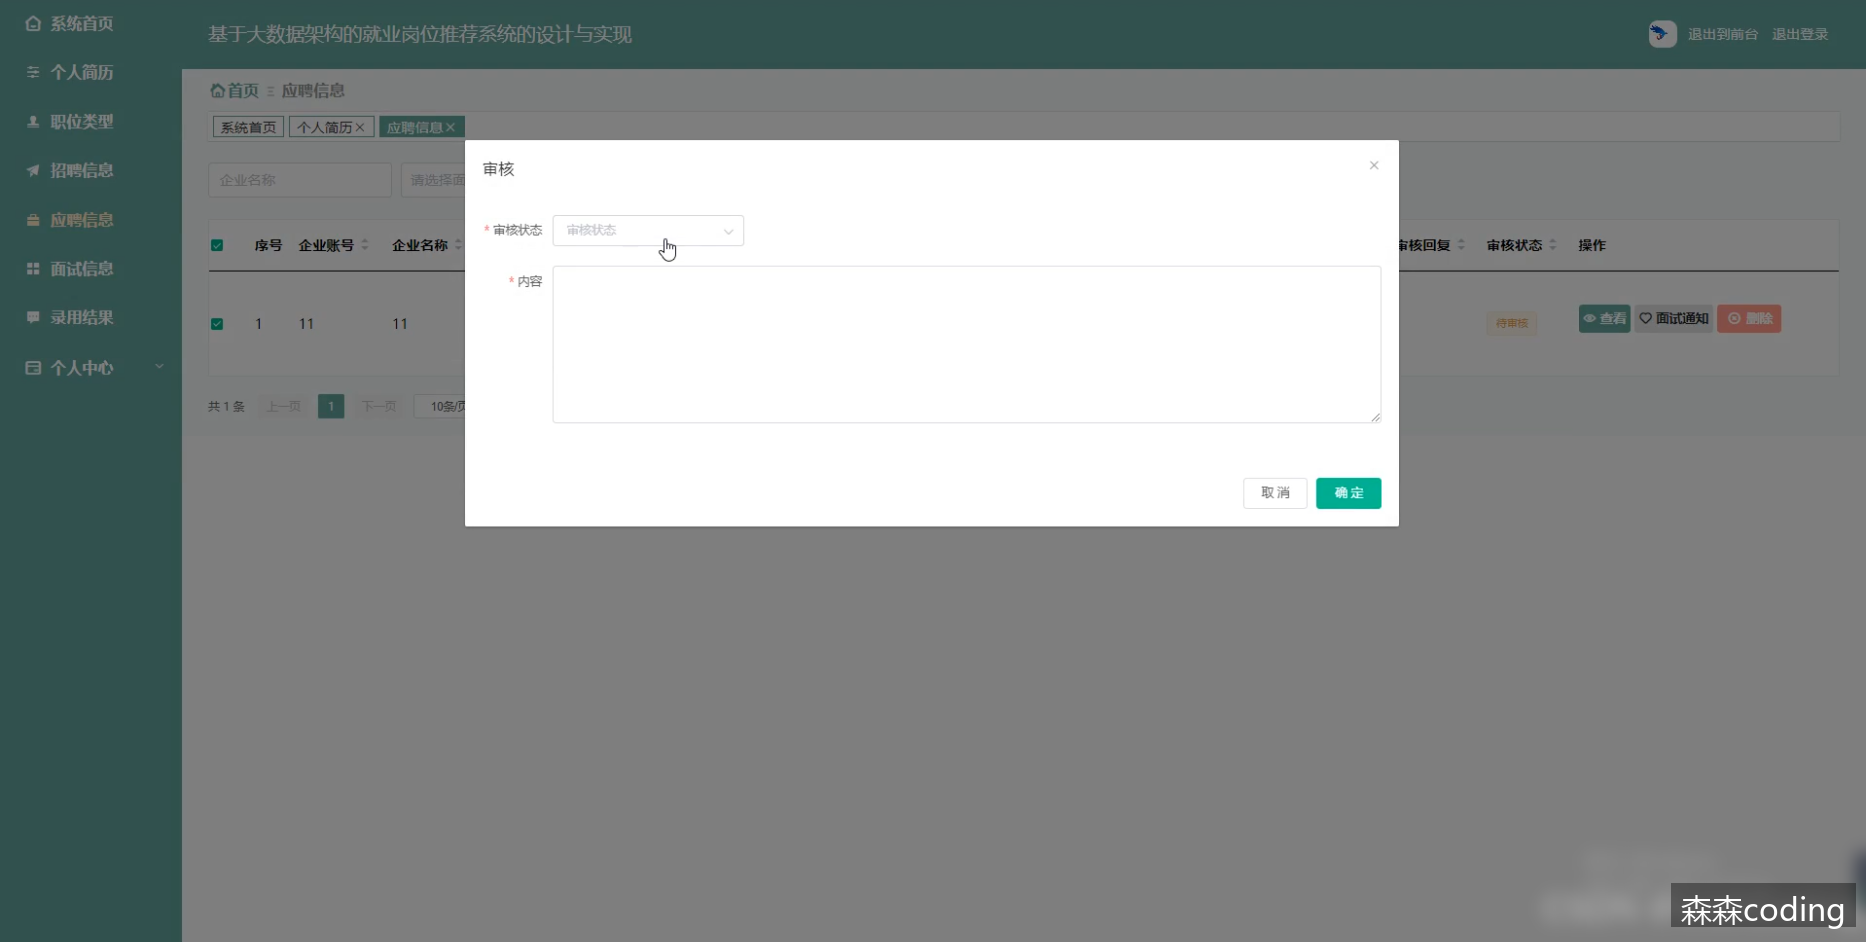 系统首页
个人简历
职位类型
招聘信息
应聘信息
面试信息
录用结果
个人中心
基于大数据架构的就业岗位推荐系统的设计与实现
退出到前台 退出登录
首页 应聘信息
系统首页 个人简历 应聘信息
企业名称 请选择面
序号 企业账号 企业名称 审核回复 审核状态 操作
1 11 11 待审核 查看 面试通知 删除
共 1 条 上一页 1 下一页 10条/页
审核
* 审核状态 审核状态
* 内容
取消 确定
森森coding